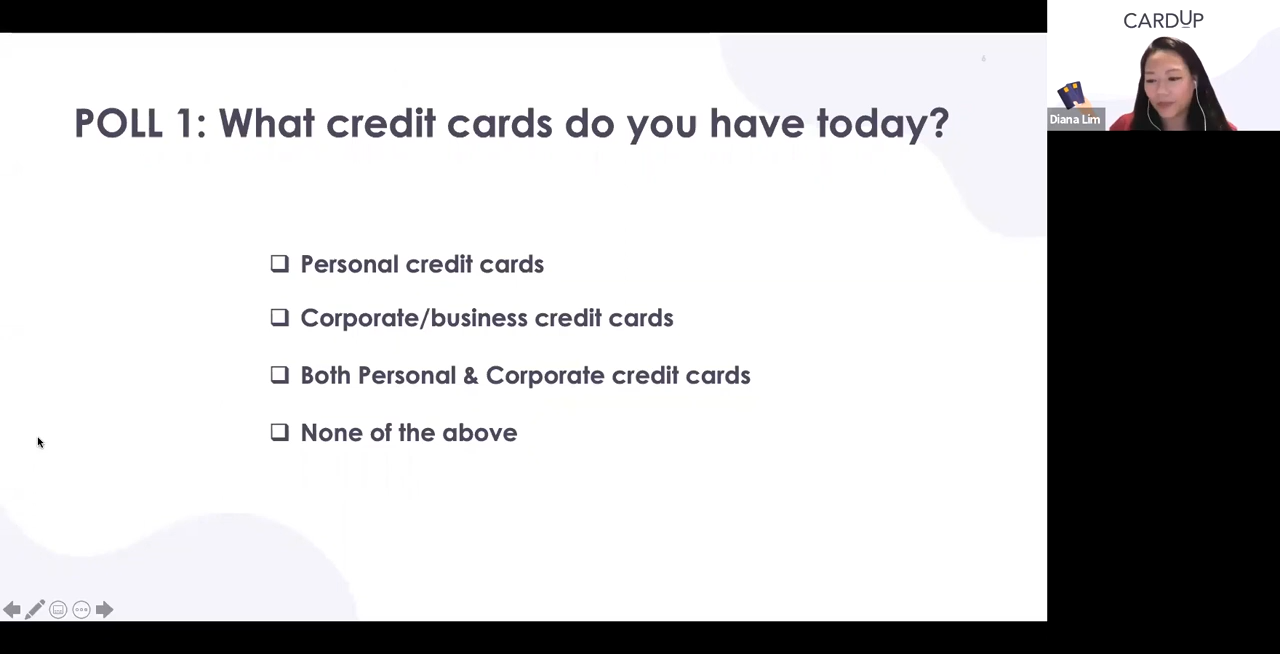 CARDUP
6
POLL 1: What credit cards do you have today?
Diana Lim
❑ Personal credit cards
❑ Corporate/business credit cards
❑ Both Personal & Corporate credit cards
❑ None of the above